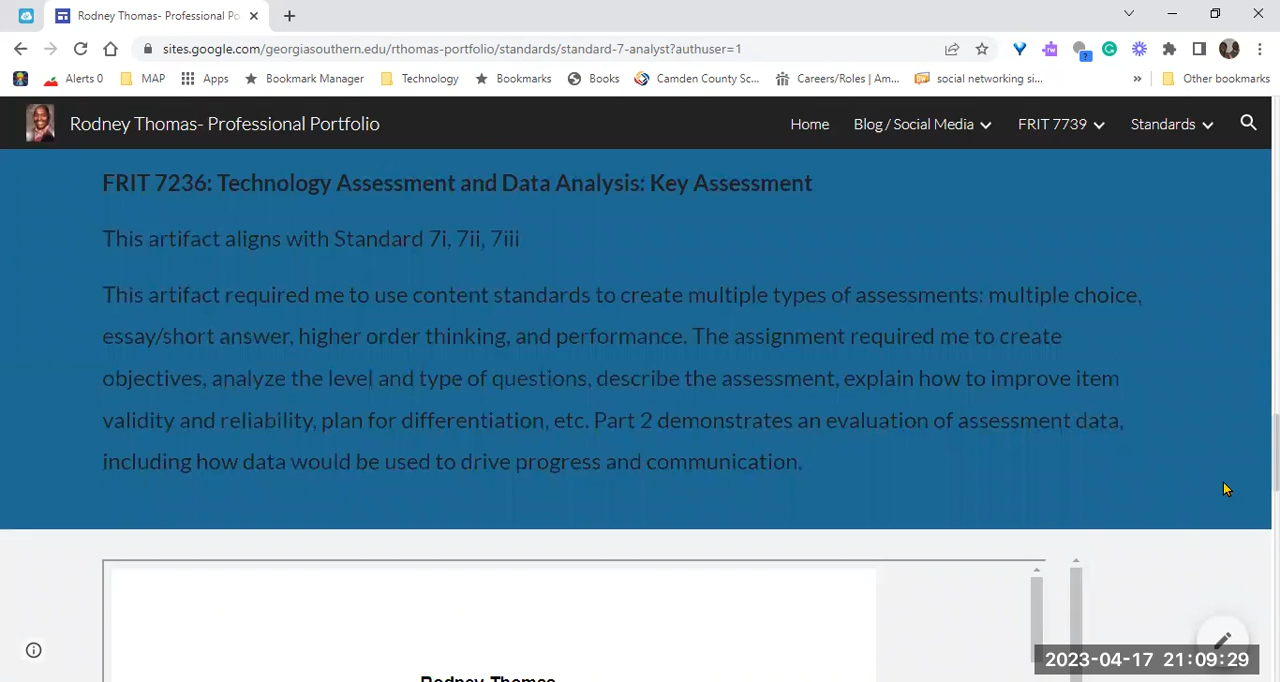 Rodney Thomas- Professional Po
sites.google.com/georgiasouthern.edu/rthomas-portfolio/standards/standard-7-analyst?authuser=1
Alerts 0 MAP Apps Bookmark Manager Technology Bookmarks Books Camden County Sc... Careers/Roles | Am... social networking si... » Other bookmarks
Rodney Thomas- Professional Portfolio Home Blog / Social Media FRIT 7739 Standards
FRIT 7236: Technology Assessment and Data Analysis: Key Assessment
This artifact aligns with Standard 7i, 7ii, 7iii
This artifact required me to use content standards to create multiple types of assessments: multiple choice,
essay/short answer, higher order thinking, and performance. The assignment required me to create
objectives, analyze the level and type of questions, describe the assessment, explain how to improve item
validity and reliability, plan for differentiation, etc. Part 2 demonstrates an evaluation of assessment data,
including how data would be used to drive progress and communication.
Rodney Thomas
2023-04-17 21:09:29